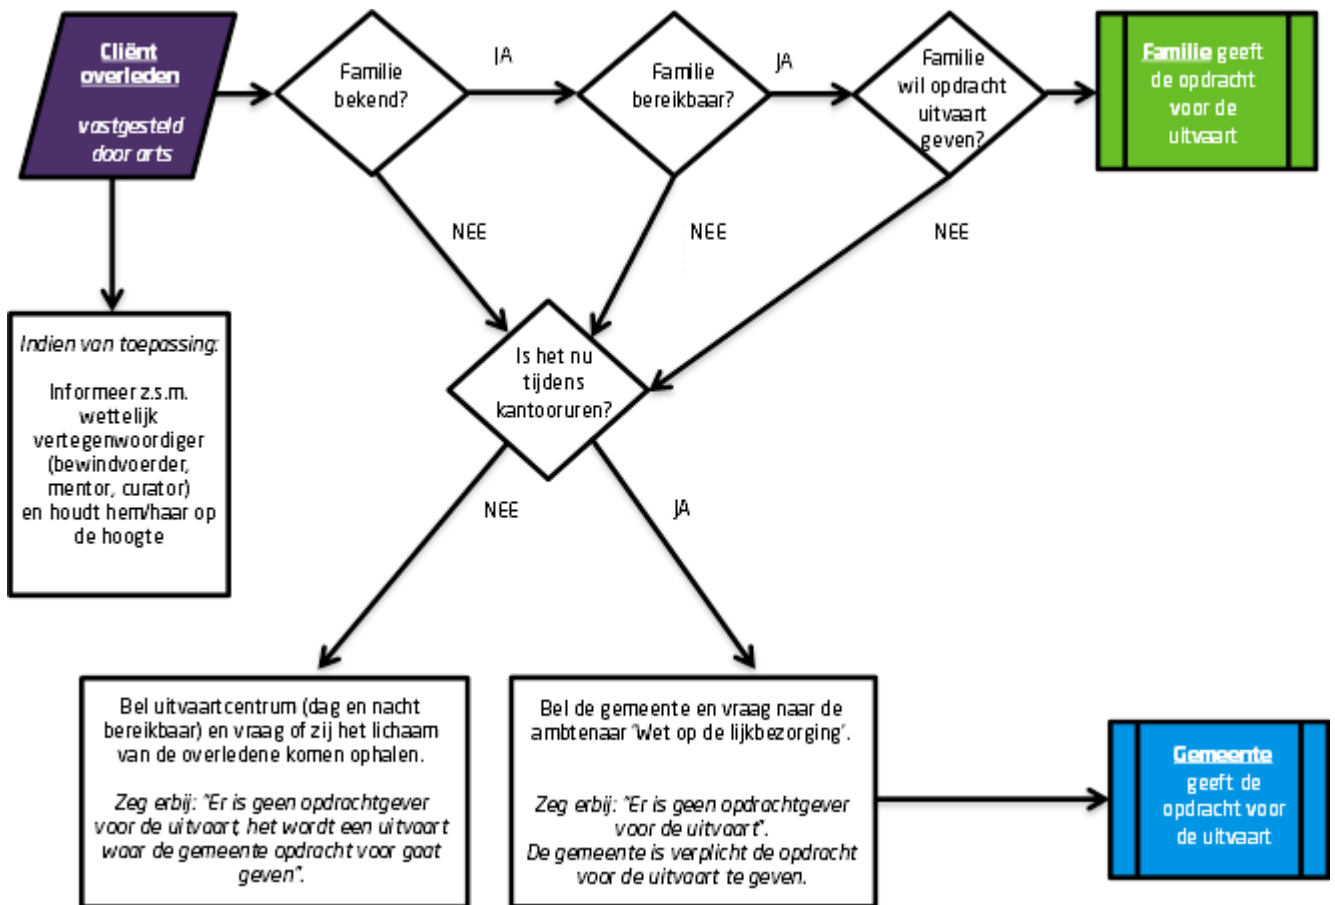 Cliënt
overleden
vastgesteld
door arts
Familie
bekend?
JA
Familie
bereikbaar?
JA
Familie
wil opdracht
uitvaart
geven?
Familie geeft
de opdracht
voor de
uitvaart
NEE
NEE
NEE
Indien van toepassing:
Informeer z.s.m.
wettelijk
vertegenwoordiger
(bewindvoerder,
mentor, curator)
en houdt hem/haar op
de hoogte
Is het nu
tijdens
kantooruren?
NEE
JA
Bel uitvaartcentrum (dag en nacht
bereikbaar) en vraag of zij het lichaam
van de overledene komen ophalen.
Zeg erbij: "Er is geen opdrachtgever
voor de uitvaart, het wordt een uitvaart
waar de gemeente opdracht voor gaat
geven".
Bel de gemeente en vraag naar de
ambtenaar "Wet op de lijkbezorging".
Zeg erbij: "Er is geen opdrachtgever
voor de uitvaart".
De gemeente is verplicht de opdracht
voor de uitvaart te geven.
Gemeente
geeft de
opdracht voor
de uitvaart